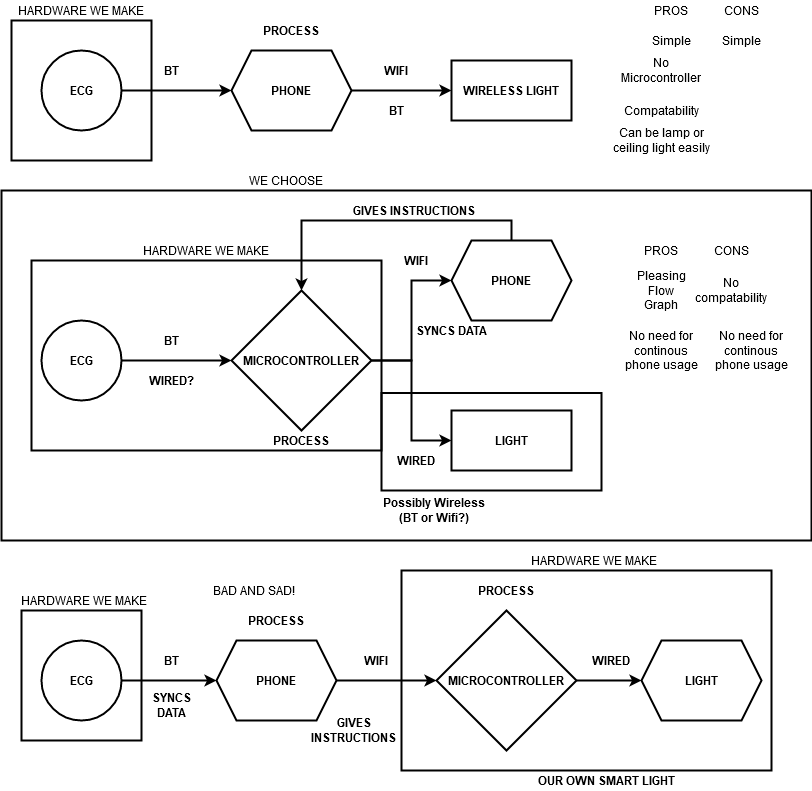 HARDWARE WE MAKE
PROS
CONS
PROCESS
Simple
Simple
BT
WIFI
No
Microcontroller
ECG
PHONE
WIRELESS LIGHT
BT
Compatability
Can be lamp or
ceiling light easily
WE CHOOSE
GIVES INSTRUCTIONS
HARDWARE WE MAKE
PROS
CONS
WIFI
PHONE
Pleasing
Flow
Graph
No
compatability
SYNCS DATA
BT
No need for
continous
phone usage
No need for
continous
phone usage
ECG
MICROCONTROLLER
WIRED?
PROCESS
LIGHT
WIRED
Possibly Wireless
(BT or Wifi?)
HARDWARE WE MAKE
HARDWARE WE MAKE
BAD AND SAD!
PROCESS
PROCESS
BT
WIFI
WIRED
ECG
PHONE
MICROCONTROLLER
LIGHT
SYNCS
DATA
GIVES
INSTRUCTIONS
OUR OWN SMART LIGHT